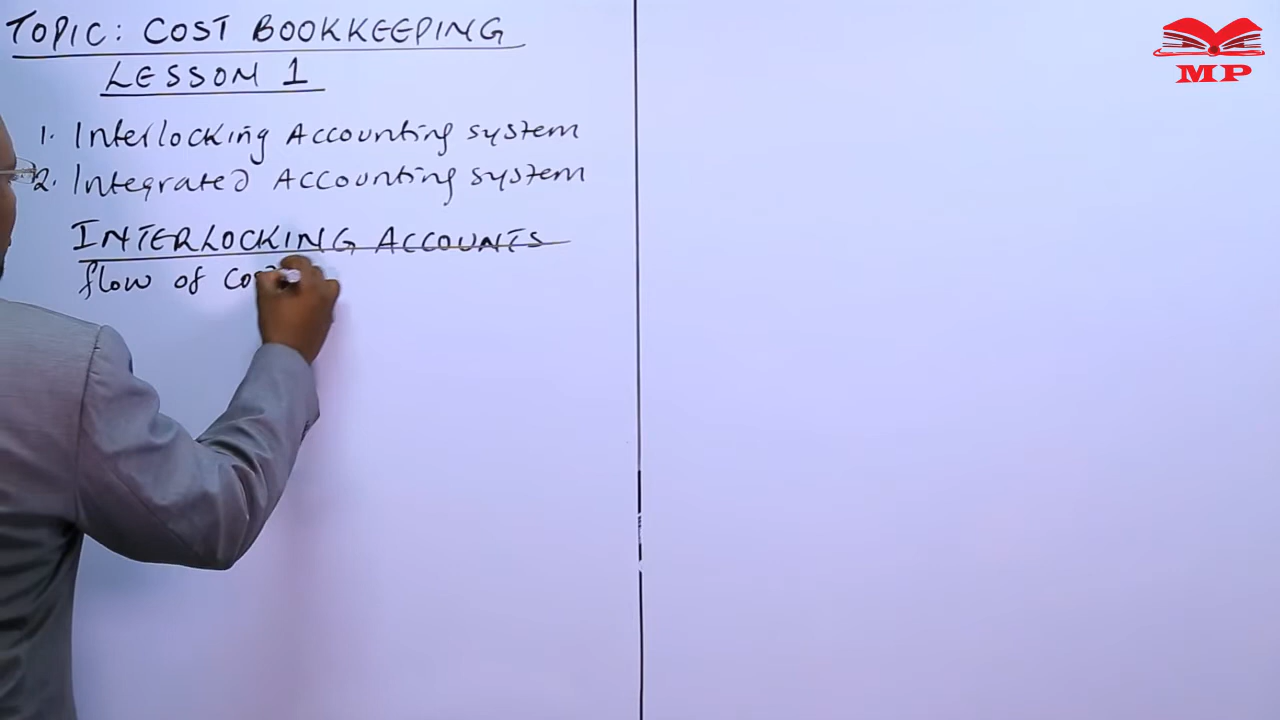 TOPIC: COST BOOKKEEPING
LESSON 1
1. Interlocking Accounting system
2. Integrated Accounting system
INTERLOCKING ACCOUNTS
flow of
MP